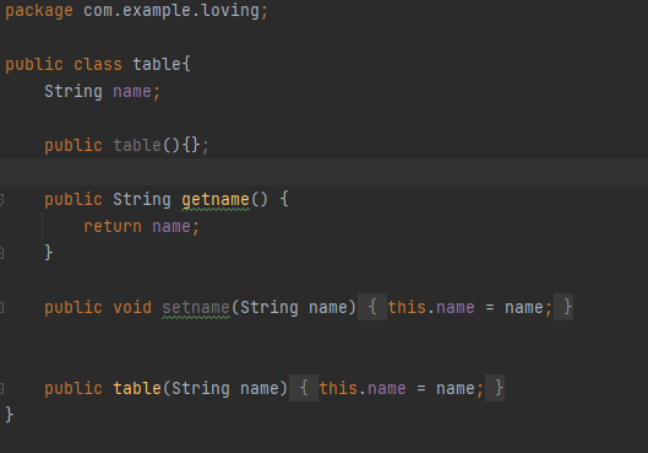 package com.example.loving;
public class table{
String name;
public table(){};
public String getname() {
return name;
}
public void setname(String name) { this.name = name; }
public table(String name) { this.name = name; }
}